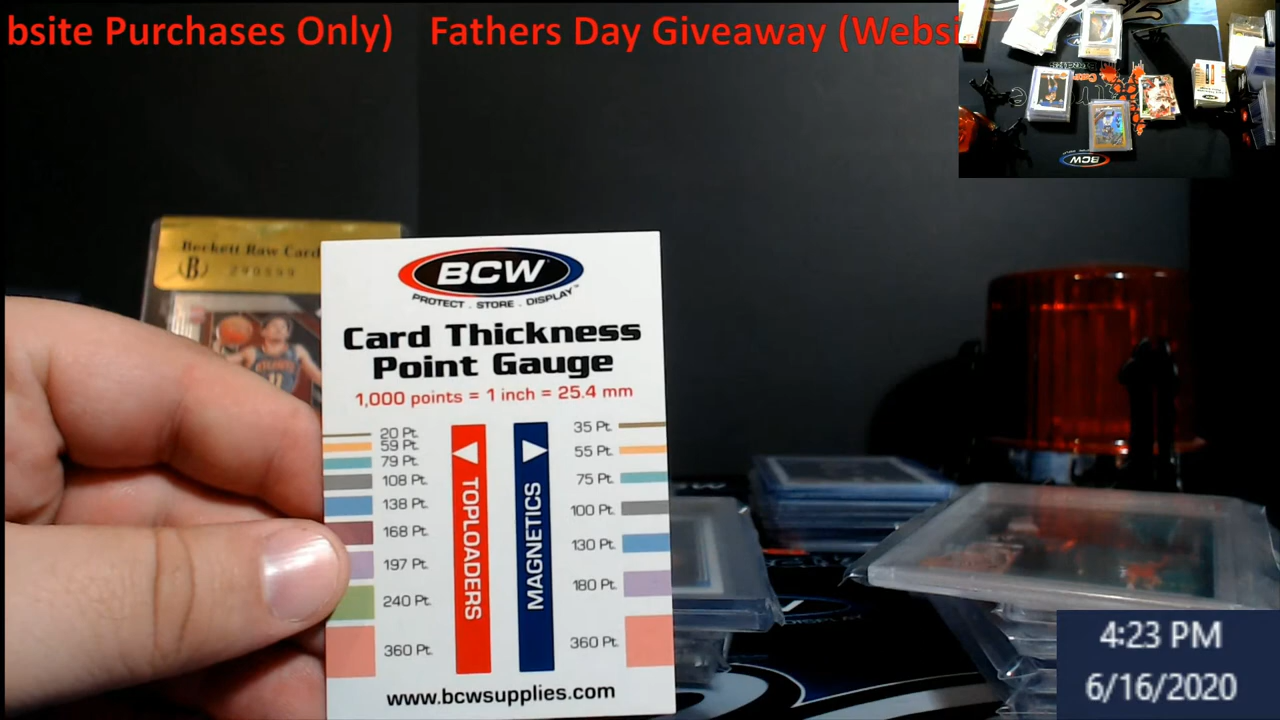 bsite Purchases Only)    Fathers Day Giveaway (Websi
Beckett Raw Card
BCW
PROTECT . STORE . DISPLAY™
Card Thickness
Point Gauge
1,000 points = 1 inch = 25.4 mm
20 Pt.
59 Pt.
79 Pt.
108 Pt.
138 Pt.
168 Pt.
197 Pt.
240 Pt.
360 Pt.
TOPLOADERS
MAGNETICS
35 Pt.
55 Pt.
75 Pt.
100 Pt.
130 Pt.
180 Pt.
360 Pt.
www.bcwsupplies.com
BCW
4:23 PM
6/16/2020